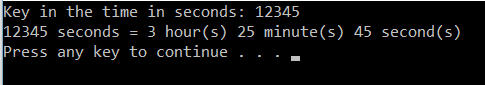 Key in the time in seconds: 12345
12345 seconds = 3 hour(s) 25 minute(s) 45 second(s)
Press any key to continue . . .